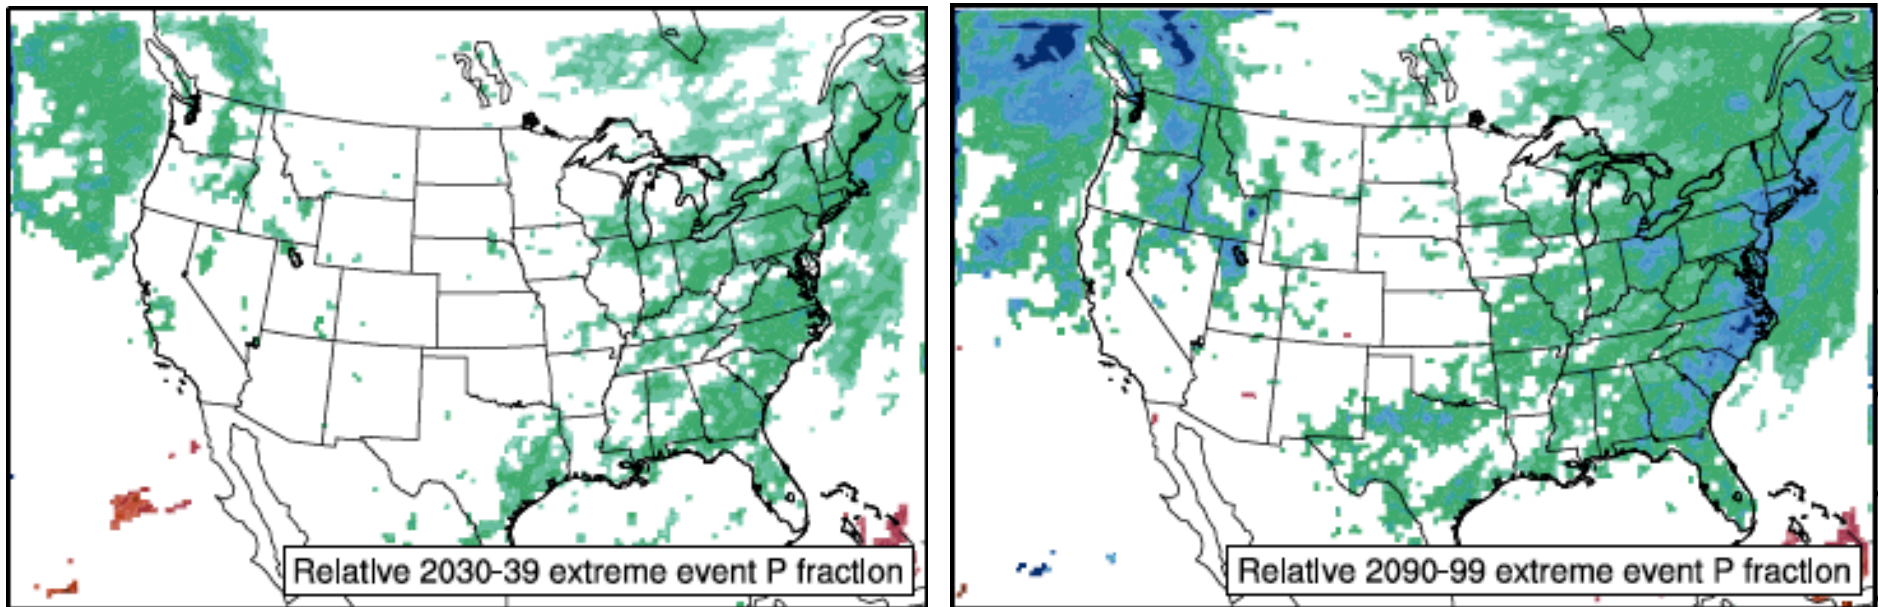 Relative 2030-39 extreme event P fraction
Relative 2090-99 extreme event P fraction